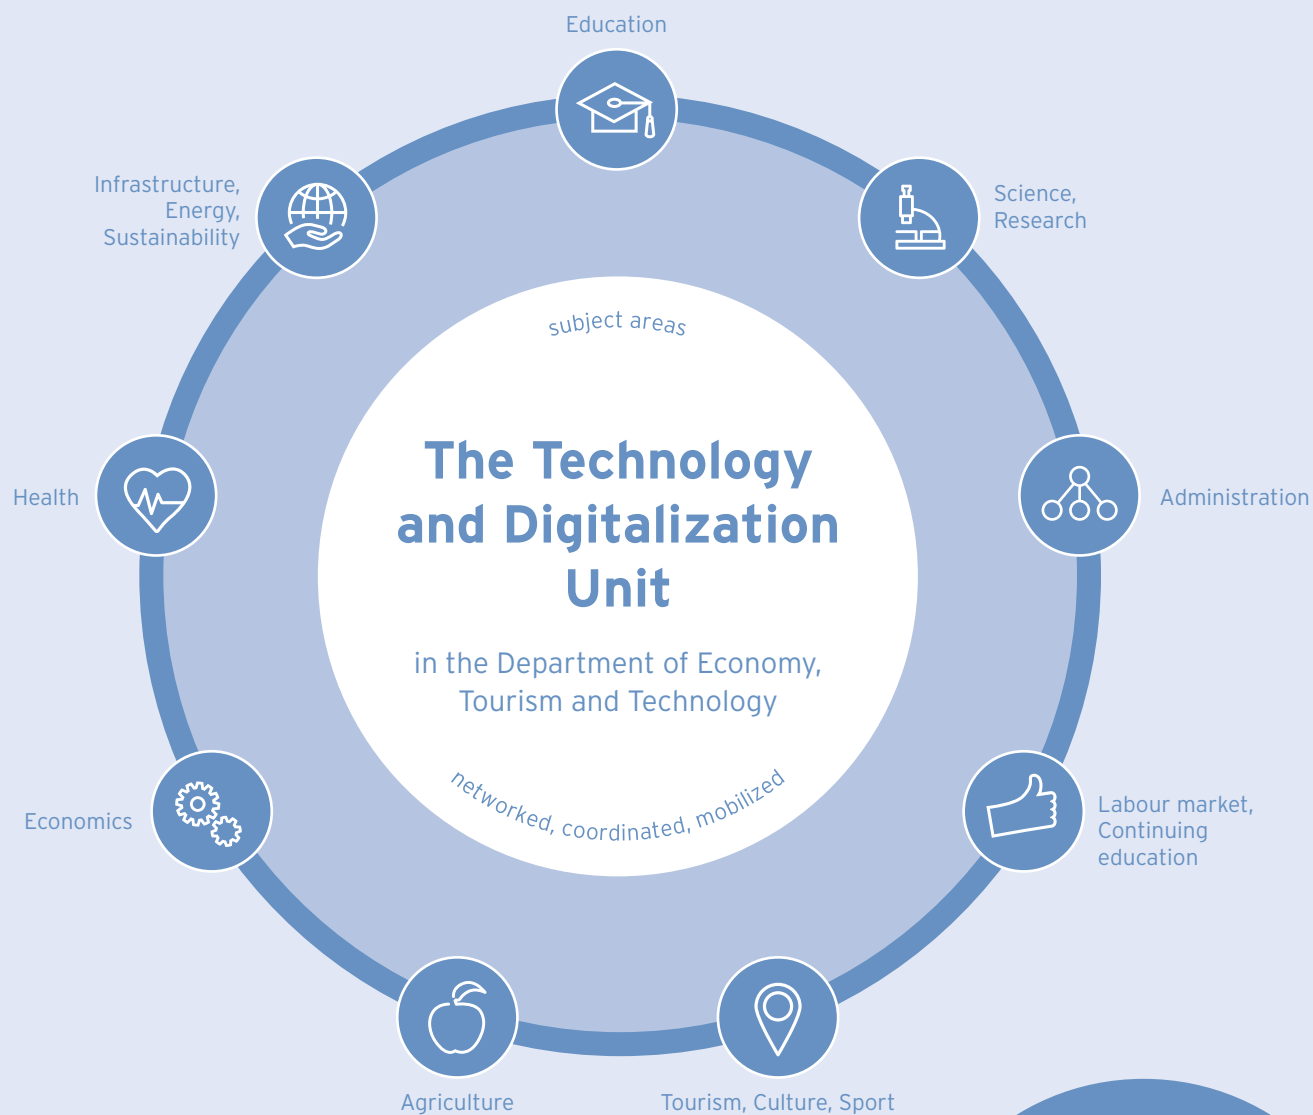 Education
Infrastructure,
Energy,
Sustainability
Science,
Research
subject areas
The Technology
and Digitalization
Unit
in the Department of Economy,
Tourism and Technology
networked, coordinated, mobilized
Health
Administration
Economics
Labour market,
Continuing
education
Agriculture
Tourism, Culture, Sport